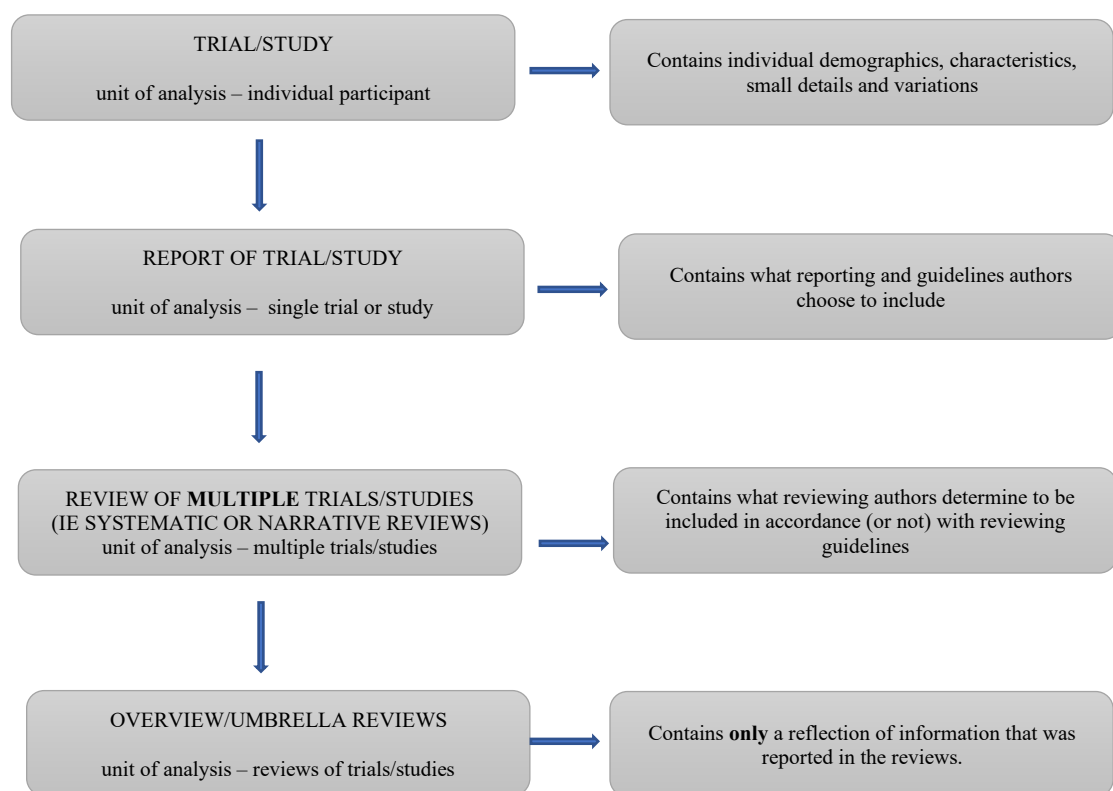 TRIAL/STUDY
unit of analysis – individual participant
Contains individual demographics, characteristics,
small details and variations
REPORT OF TRIAL/STUDY
unit of analysis – single trial or study
Contains what reporting and guidelines authors
choose to include
REVIEW OF MULTIPLE TRIALS/STUDIES
(IE SYSTEMATIC OR NARRATIVE REVIEWS)
unit of analysis – multiple trials/studies
Contains what reviewing authors determine to be
included in accordance (or not) with reviewing
guidelines
OVERVIEW/UMBRELLA REVIEWS
unit of analysis – reviews of trials/studies
Contains only a reflection of information that was
reported in the reviews.